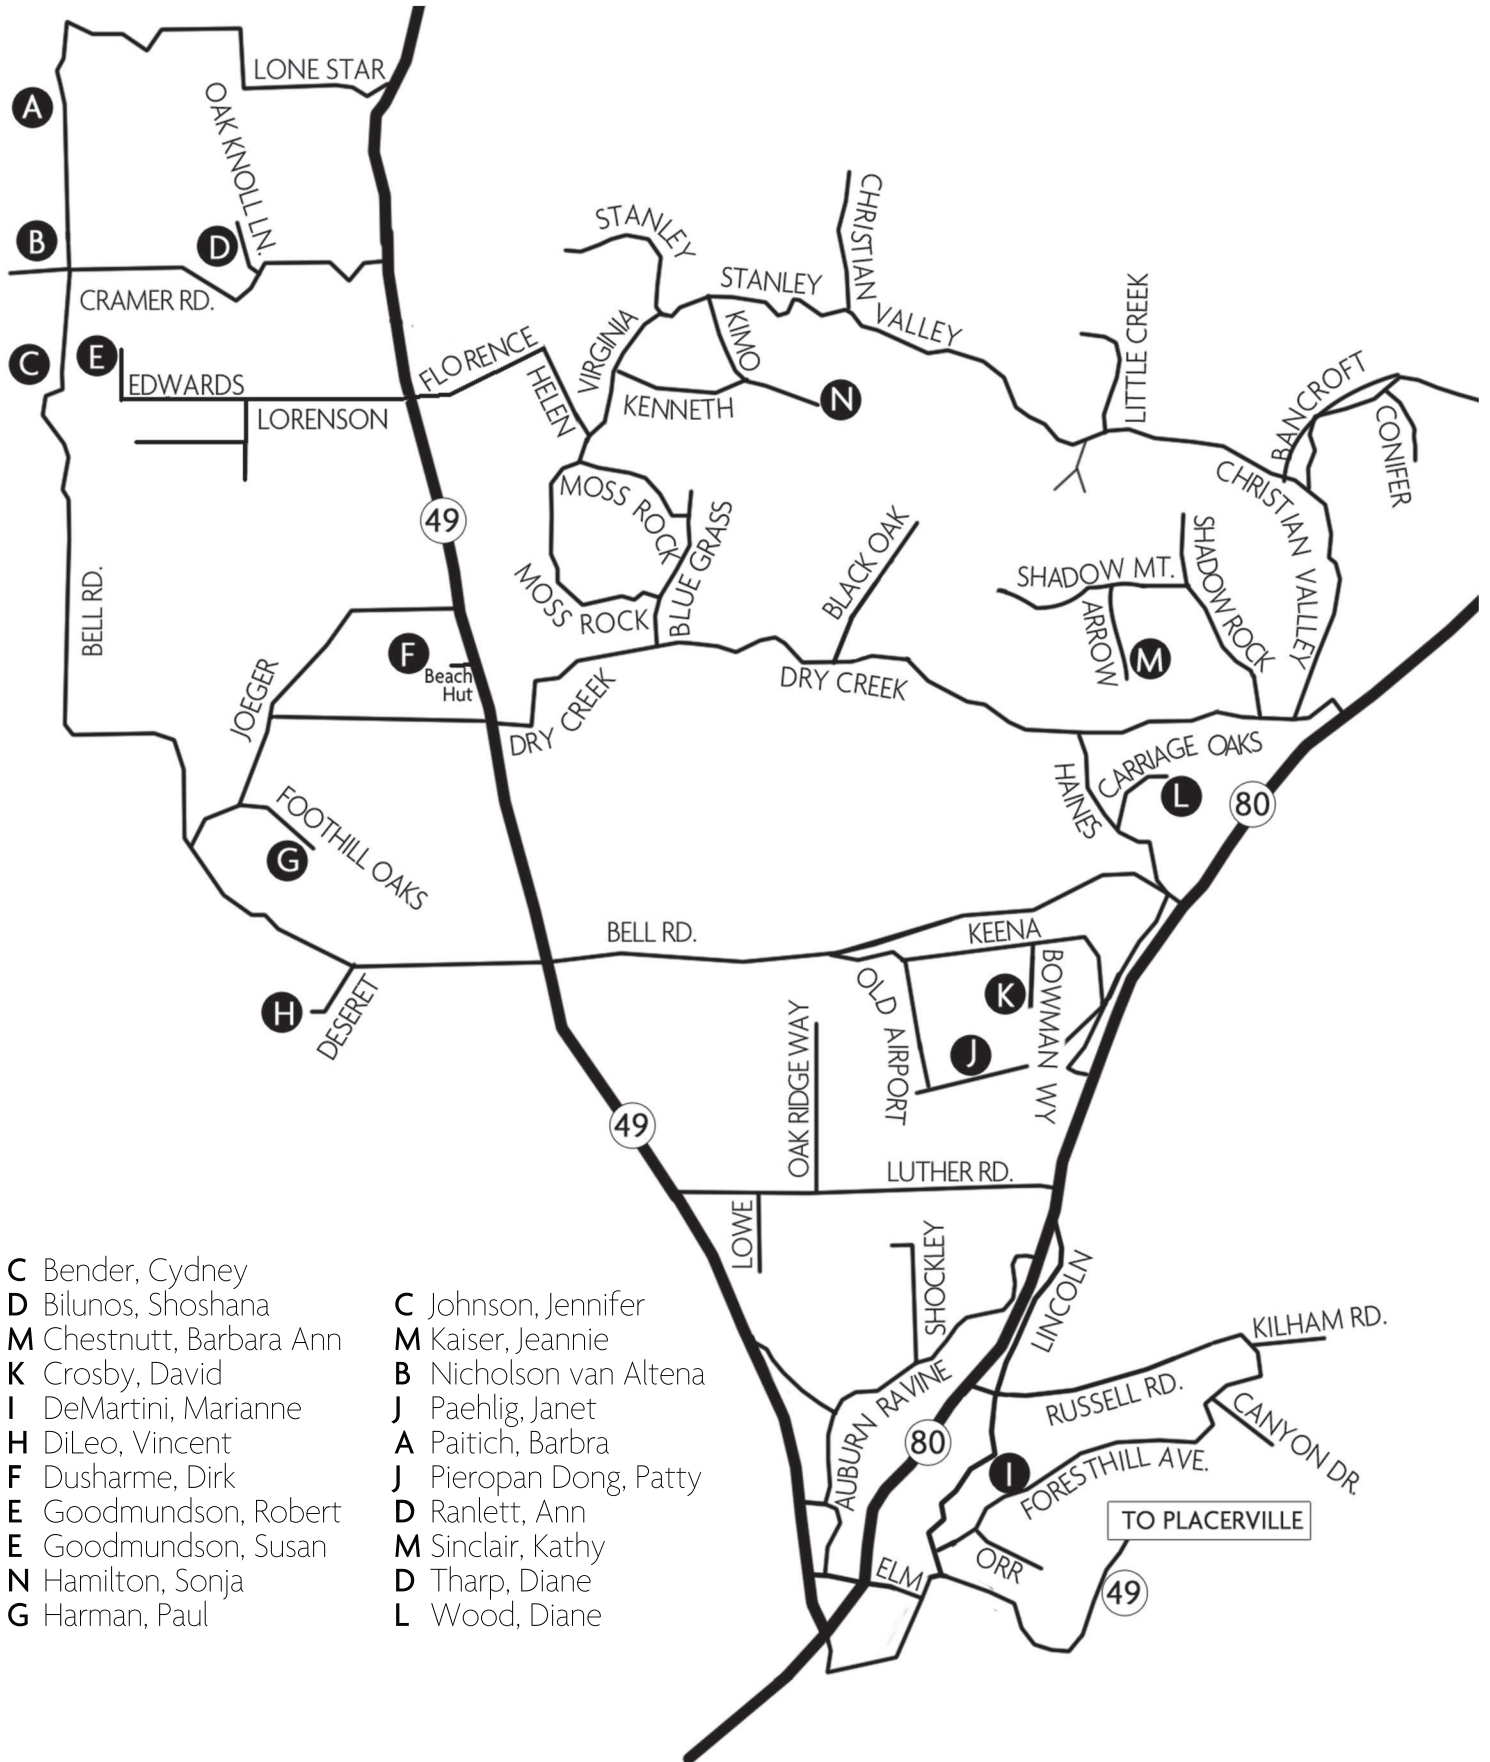 LONE STAR
A
OAK KNOLL LN.
B
D
CRAMER RD.
STANLEY
STANLEY
CHRISTIAN VALLEY
KIMO
VIRGINIA
LITTLE CREEK
C
E
EDWARDS
LORENSON
FLORENCE
HELEN
KENNETH
N
BANCROFT
CONIFER
49
MOSS ROCK
BLUE GRASS
MOSS ROCK
BLACK OAK
CHRISTIAN VALLEY
SHADOW MT.
SHADOW ROCK
ARROW
M
BELL RD.
F
Beach
Hut
JOEGER
DRY CREEK
DRY CREEK
HAINES
CARRIAGE OAKS
L
80
FOOTHILL OAKS
G
BELL RD.
KEENA
H
DESERET
OLD AIRPORT
K
BOWMAN WY
J
OAK RIDGE WAY
49
LUTHER RD.
LOWE
SHOCKLEY
LINCOLN
KILHAM RD.
RUSSELL RD.
CANYON DR.
AUBURN RAVINE
80
I
FORESTHILL AVE.
TO PLACERVILLE
ELM
ORR
49
C Bender, Cydney
D Bilunos, Shoshana
M Chestnutt, Barbara Ann
K Crosby, David
I DeMartini, Marianne
H DiLeo, Vincent
F Dusharme, Dirk
E Goodmundson, Robert
E Goodmundson, Susan
N Hamilton, Sonja
G Harman, Paul
C Johnson, Jennifer
M Kaiser, Jeannie
B Nicholson van Altena
J Paehlig, Janet
A Paitich, Barbra
J Pieropan Dong, Patty
D Ranlett, Ann
M Sinclair, Kathy
D Tharp, Diane
L Wood, Diane